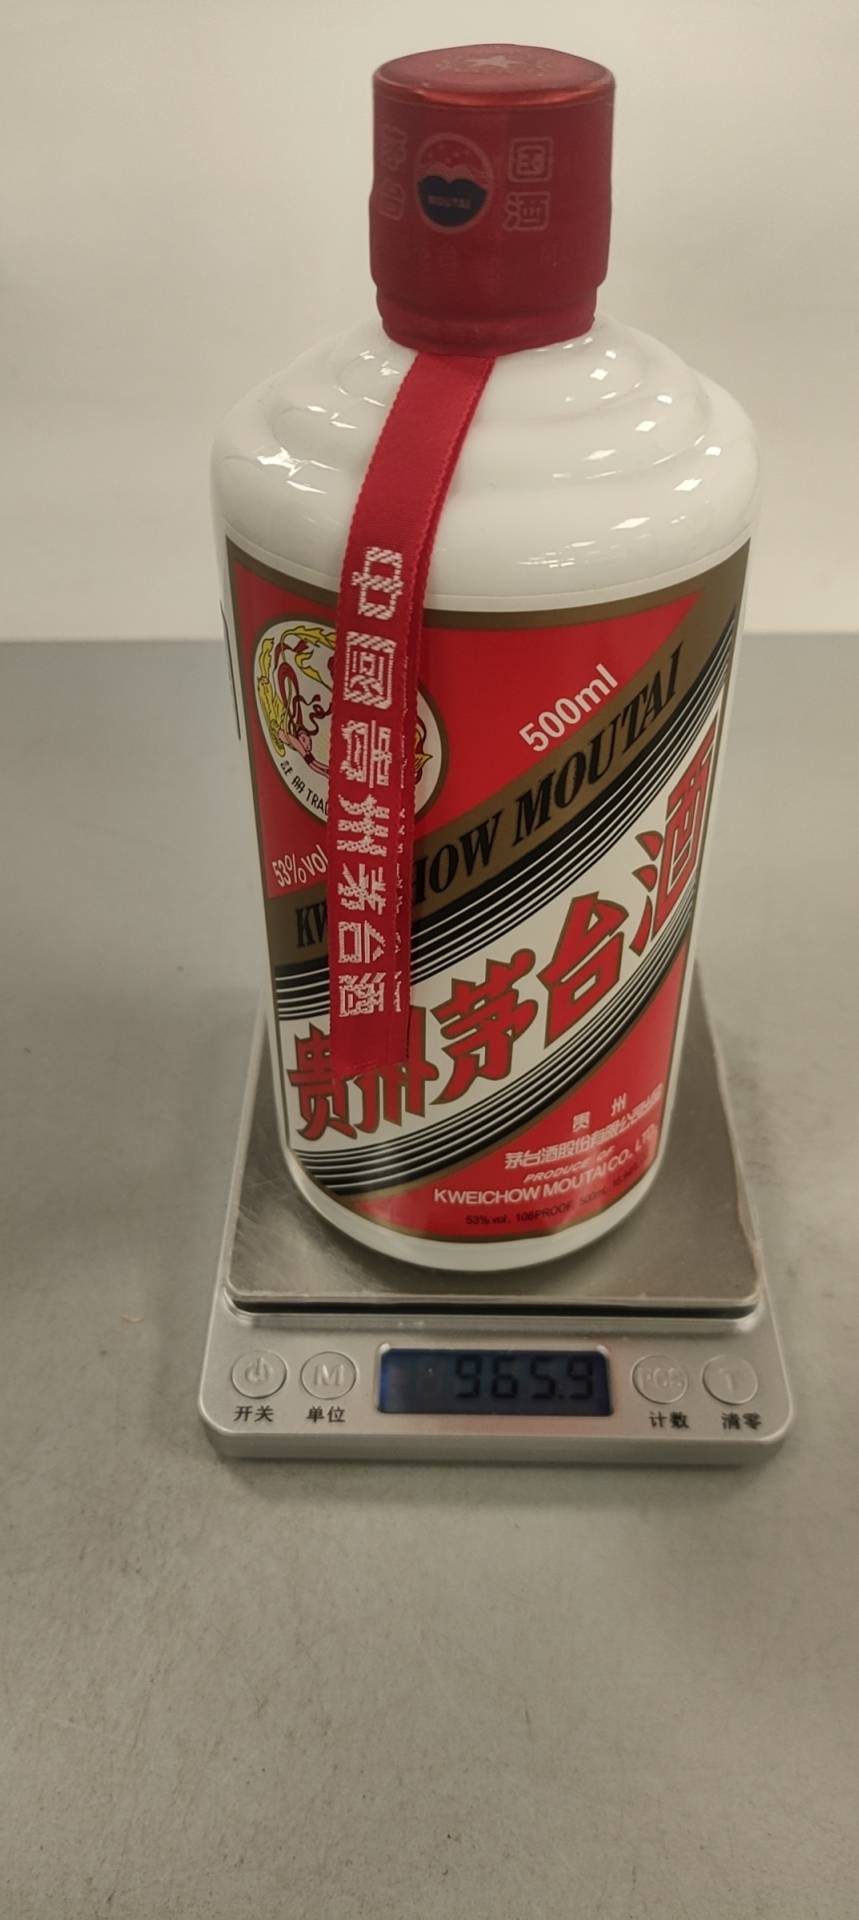 国酒
MOUTAI
中國贵州茅台酒
500ml
53%vol
KWEICHOW MOUTAI
贵州茅台酒
贵州
茅台酒股份有限公司出品
PRODUCE OF
KWEICHOW MOUTAI CO., LTD.
53% vol. 106PROOF 500mL
965.9
M
PCS
T
开关
单位
计数
清零